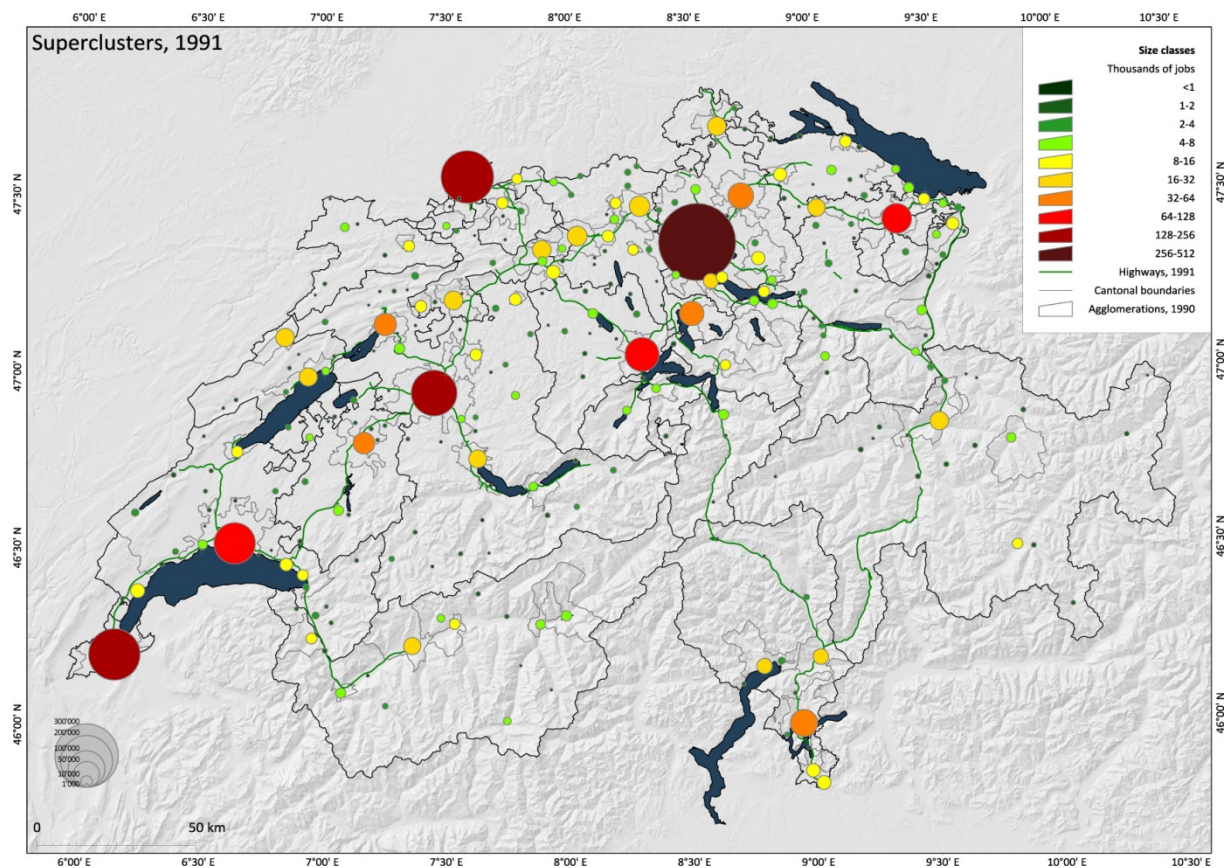 6°00' E 6°30' E 7°00' E 7°30' E 8°00' E 8°30' E 9°00' E 9°30' E 10°00' E 10°30' E
Superclusters, 1991
Size classes
Thousands of jobs
<1
1-2
2-4
4-8
8-16
16-32
32-64
64-128
128-256
256-512
Highways, 1991
Cantonal boundaries
Agglomerations, 1990
47°30' N 47°30' N
47°00' N 47°00' N
46°30' N 46°30' N
46°00' N 46°00' N
300'000
200'000
100'000
50'000
10'000
1'000
0 50 km
6°00' E 6°30' E 7°00' E 7°30' E 8°00' E 8°30' E 9°00' E 9°30' E 10°00' E 10°30' E